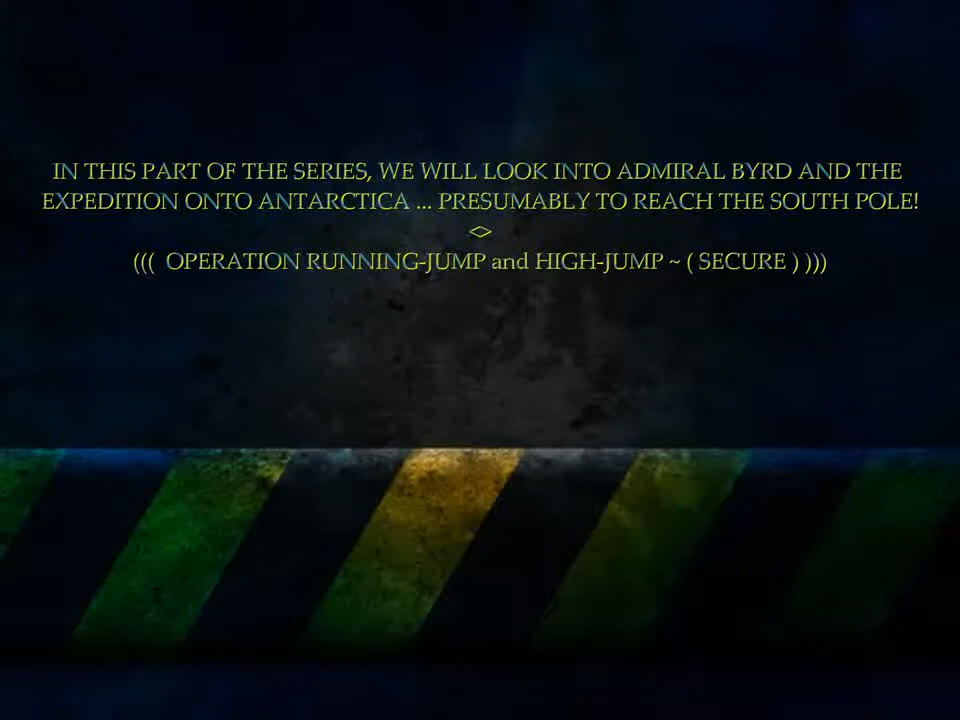 IN THIS PART OF THE SERIES, WE WILL LOOK INTO ADMIRAL BYRD AND THE
EXPEDITION ONTO ANTARCTICA ... PRESUMABLY TO REACH THE SOUTH POLE!
<>
((( OPERATION RUNNING-JUMP and HIGH-JUMP ~ ( SECURE ) )))